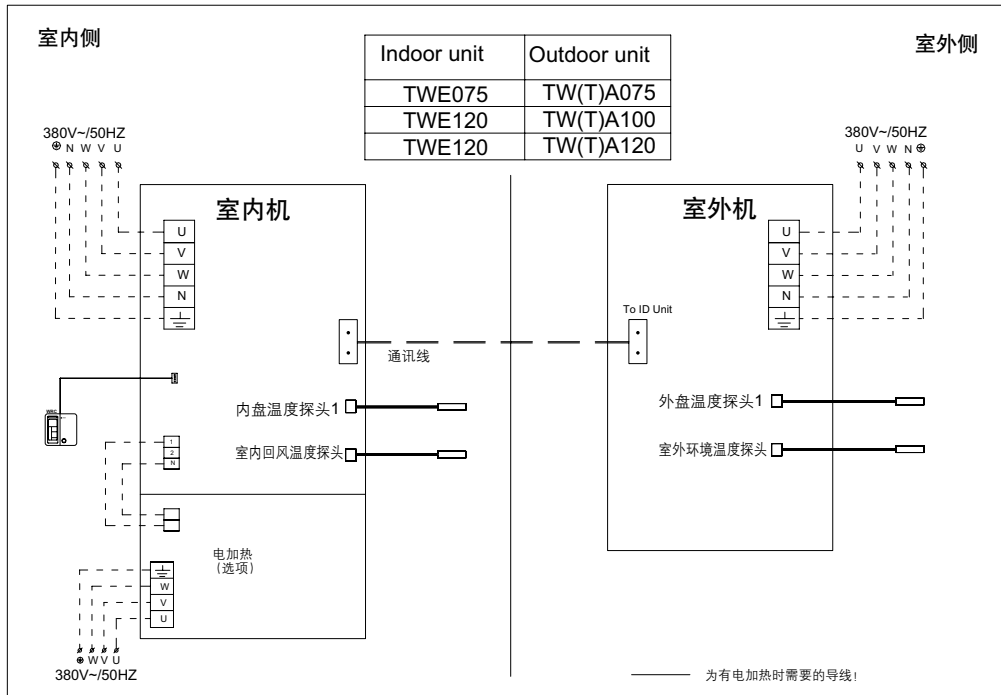 室内侧
室外侧
Indoor unit Outdoor unit
TWE075 TW(T)A075
TWE120 TW(T)A100
TWE120 TW(T)A120
380V~/50HZ
N W V U
室内机
U
V
W
N
通讯线
内盘温度探头1
室内回风温度探头
1
2
N
电加热
(选项)
W
V
U
W V U
380V~/50HZ
380V~/50HZ
U V W N
室外机
U
V
W
N
To ID Unit
外盘温度探头1
室外环境温度探头
为有电加热时需要的导线!